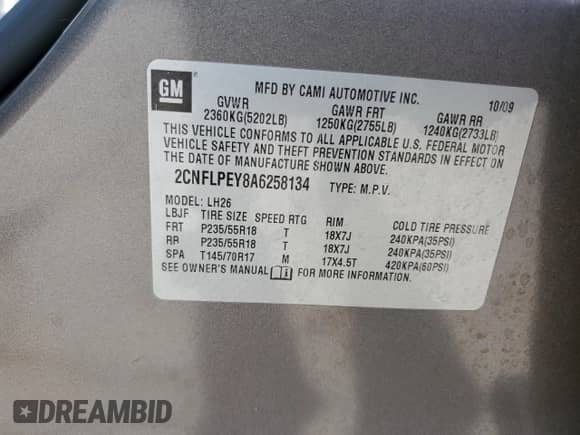 GM
MFD BY CAMI AUTOMOTIVE INC. 10/09
GVWR GAWR FRT GAWR RR
2360KG(5202LB) 1250KG(2755LB) 1240KG(2733LB)
THIS VEHICLE CONFORMS TO ALL APPLICABLE U.S. FEDERAL MOTOR
VEHICLE SAFETY AND THEFT PREVENTION STANDARDS IN EFFECT ON
THE DATE OF MANUFACTURE SHOWN ABOVE.
2CNFLPEY8A6258134 TYPE: M.P.V.
MODEL: LH26
LBJF TIRE SIZE SPEED RTG RIM COLD TIRE PRESSURE
FRT P235/55R18 T 18X7J 240KPA(35PSI)
RR P235/55R18 T 18X7J 240KPA(35PSI)
SPA T145/70R17 M 17X4.5T 420KPA(60PSI)
SEE OWNER'S MANUAL FOR MORE INFORMATION.
DREAMBID